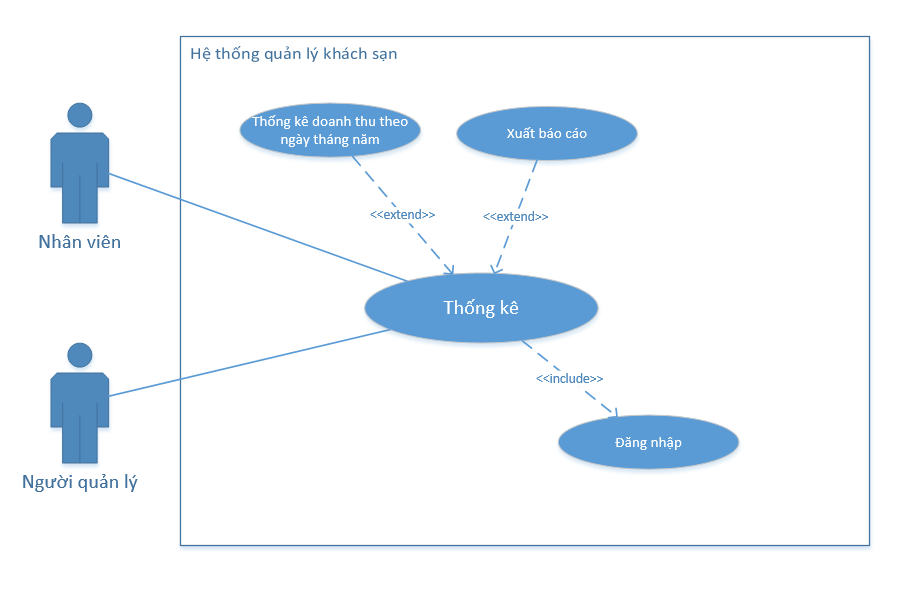 Hệ thống quản lý khách sạn
Thống kê doanh thu theo
ngày tháng năm
Xuất báo cáo
<<extend>>
<<extend>>
Nhân viên
Thống kê
<<include>>
Đăng nhập
Người quản lý